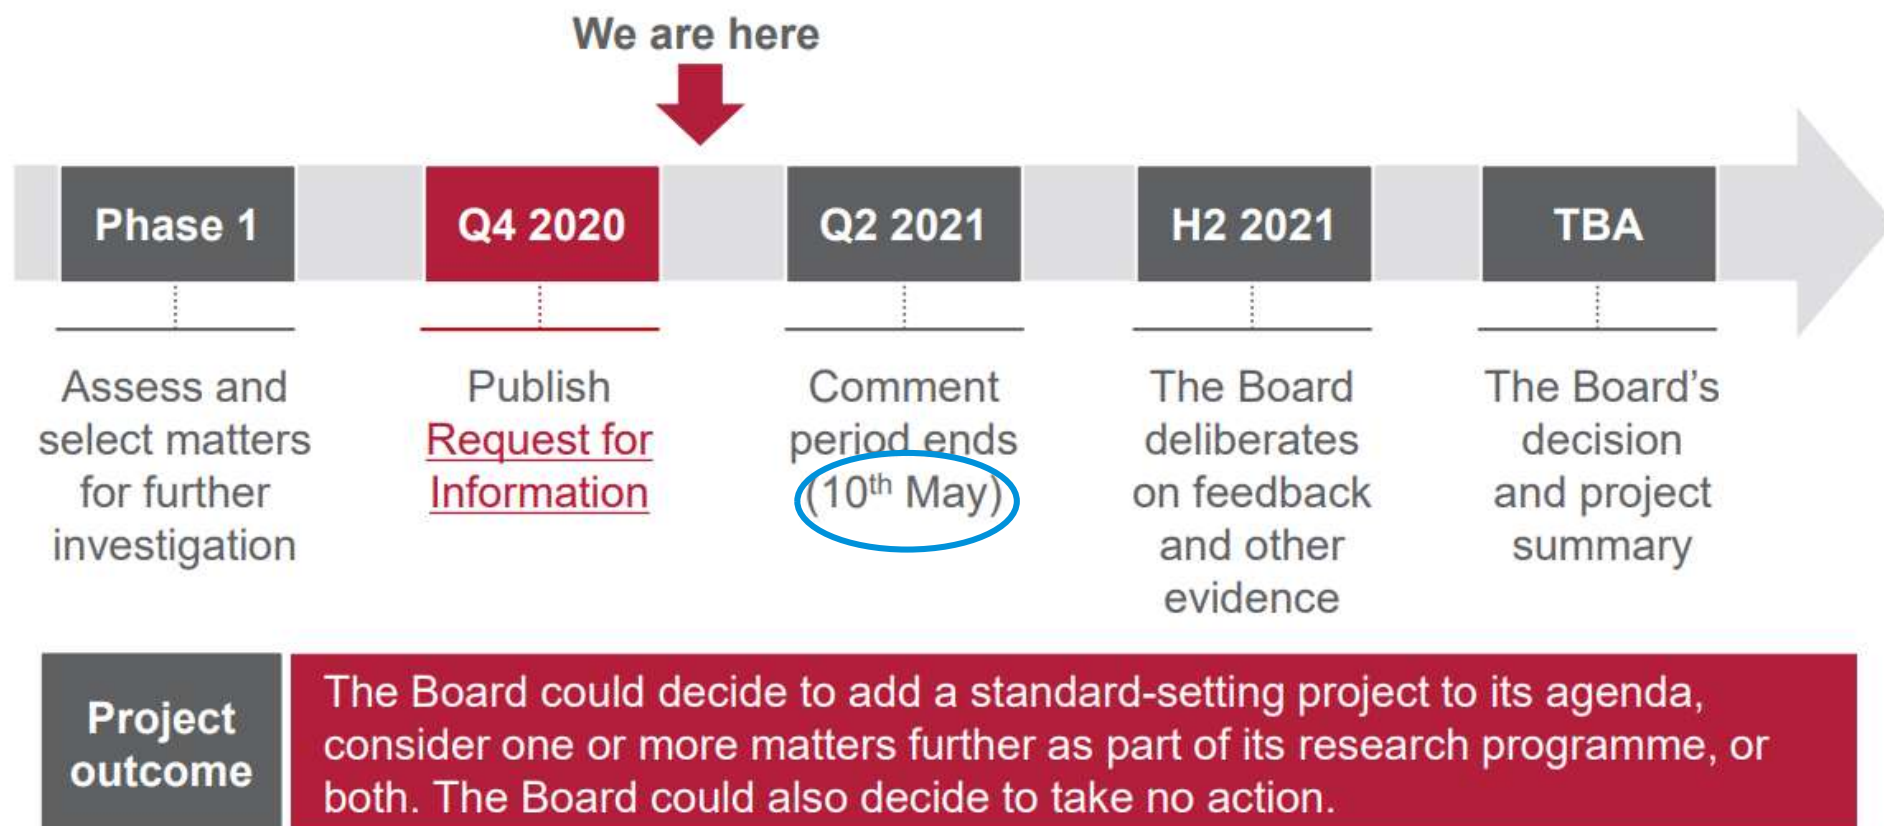 We are here
Phase 1
Q4 2020
Q2 2021
H2 2021
TBA
Assess and
select matters
for further
investigation
Publish
Request for
Information
Comment
period ends
(10th May)
The Board
deliberates
on feedback
and other
evidence
The Board’s
decision
and project
summary
Project
outcome
The Board could decide to add a standard-setting project to its agenda,
consider one or more matters further as part of its research programme, or
both. The Board could also decide to take no action.